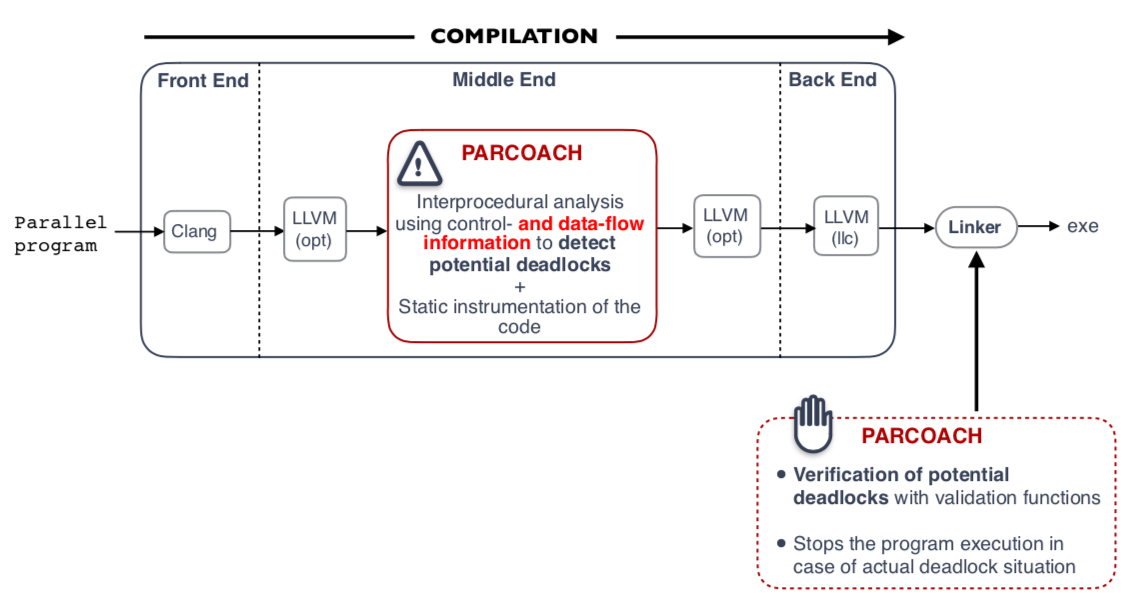 COMPILATION
Front End
Middle End
Back End
Parallel
program
Clang
LLVM
(opt)
PARCOACH
Interprocedural analysis
using control- and data-flow
information to detect
potential deadlocks
+
Static instrumentation of the
code
LLVM
(opt)
LLVM
(llc)
Linker
exe
PARCOACH
• Verification of potential
deadlocks with validation functions
• Stops the program execution in
case of actual deadlock situation